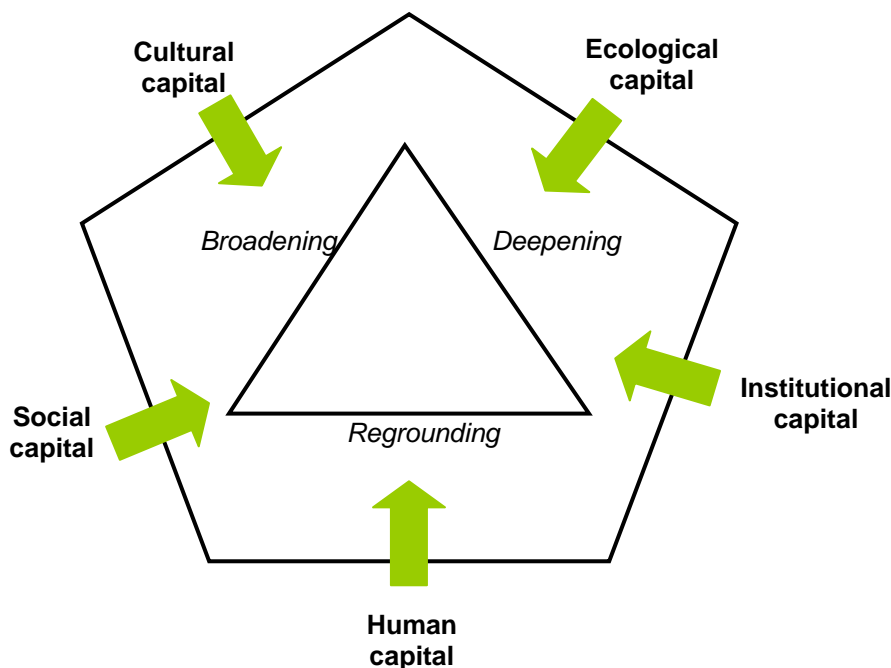 Cultural
capital
Ecological
capital
Broadening
Deepening
Social
capital
Institutional
capital
Regrounding
Human
capital